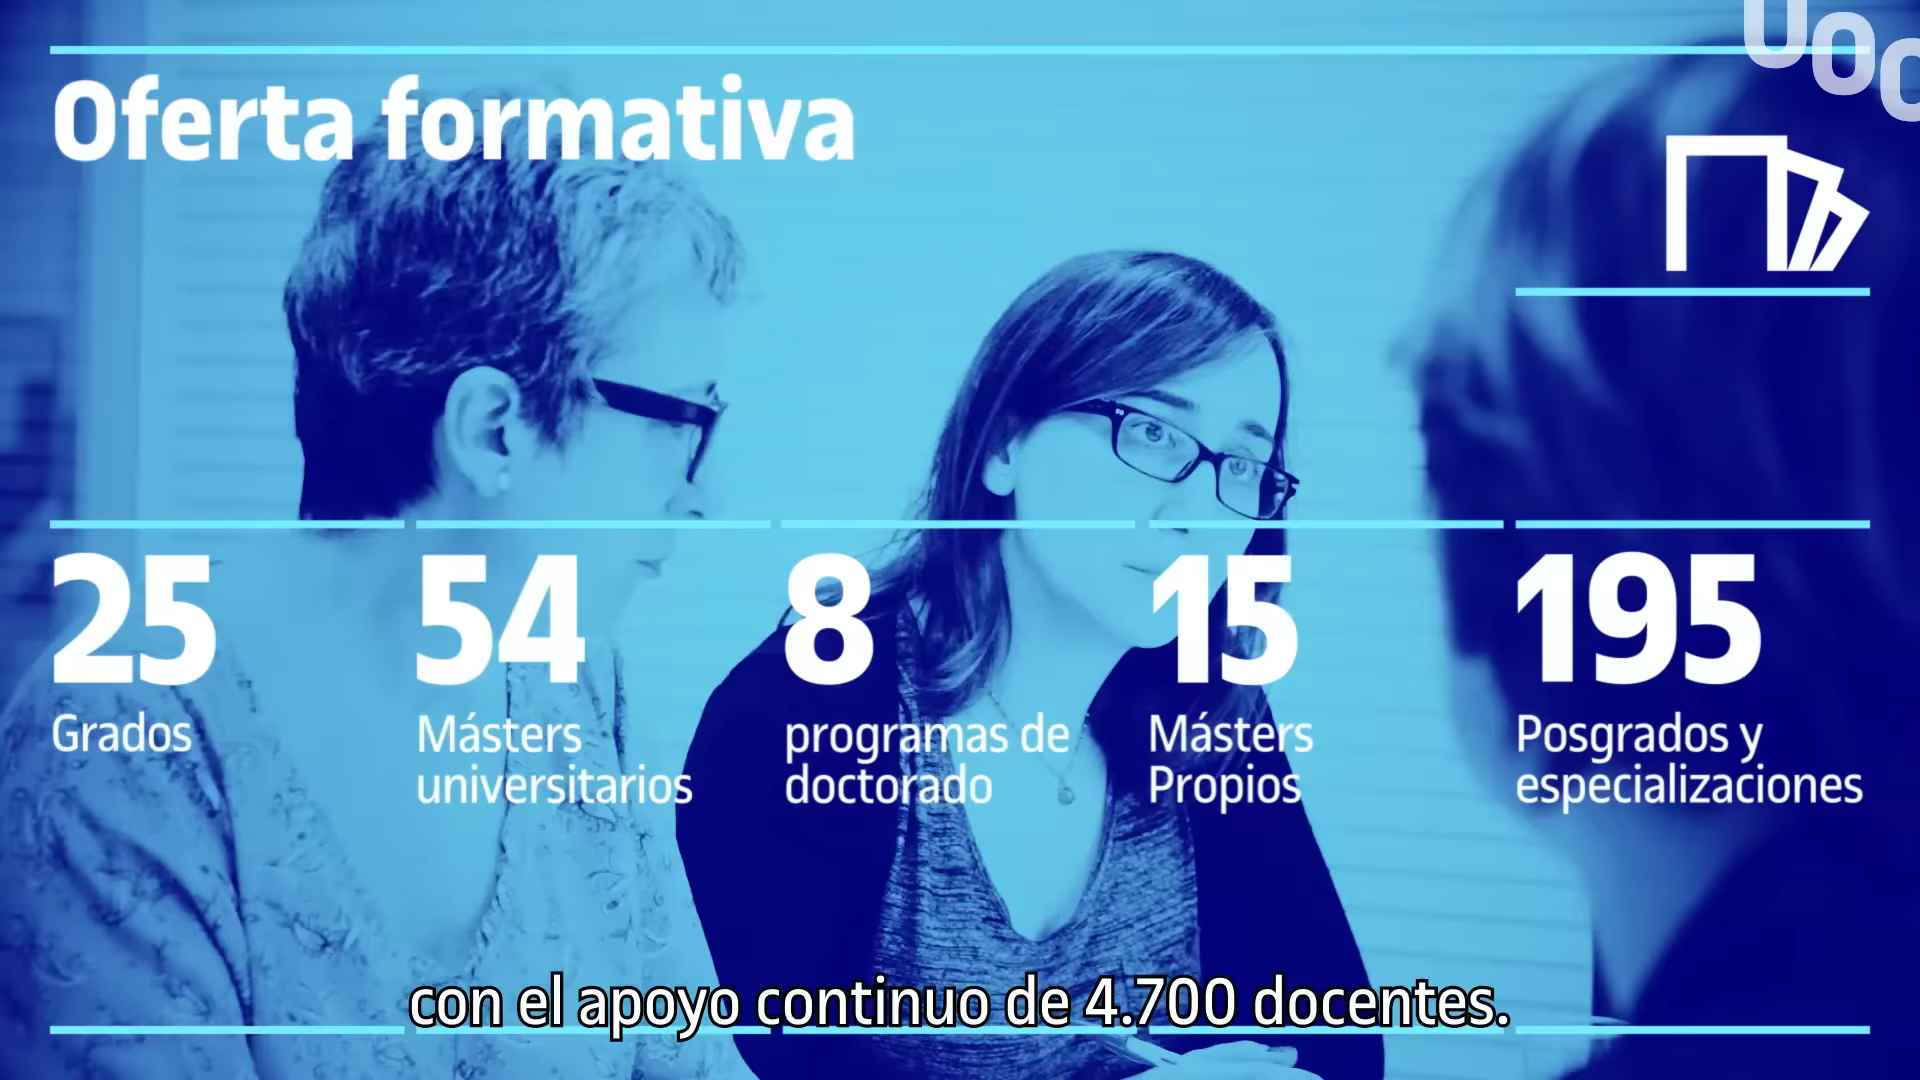 UOC
Oferta formativa
25
Grados
54
Másters
universitarios
8
programas de
doctorado
15
Másters
Propios
195
Posgrados y
especializaciones
con el apoyo continuo de 4.700 docentes.